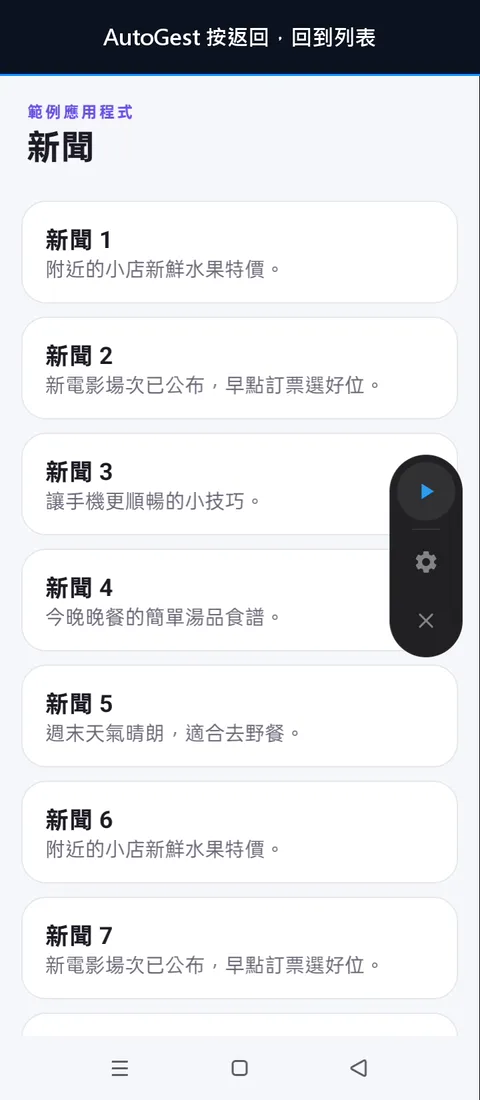 AutoGest 按返回，回到列表
範例應用程式
新聞
新聞 1
附近的小店新鮮水果特價。
新聞 2
新電影場次已公布，早點訂票選好位。
新聞 3
讓手機更順暢的小技巧。
新聞 4
今晚晚餐的簡單湯品食譜。
新聞 5
週末天氣晴朗，適合去野餐。
新聞 6
附近的小店新鮮水果特價。
新聞 7
新電影場次已公布，早點訂票選好位。